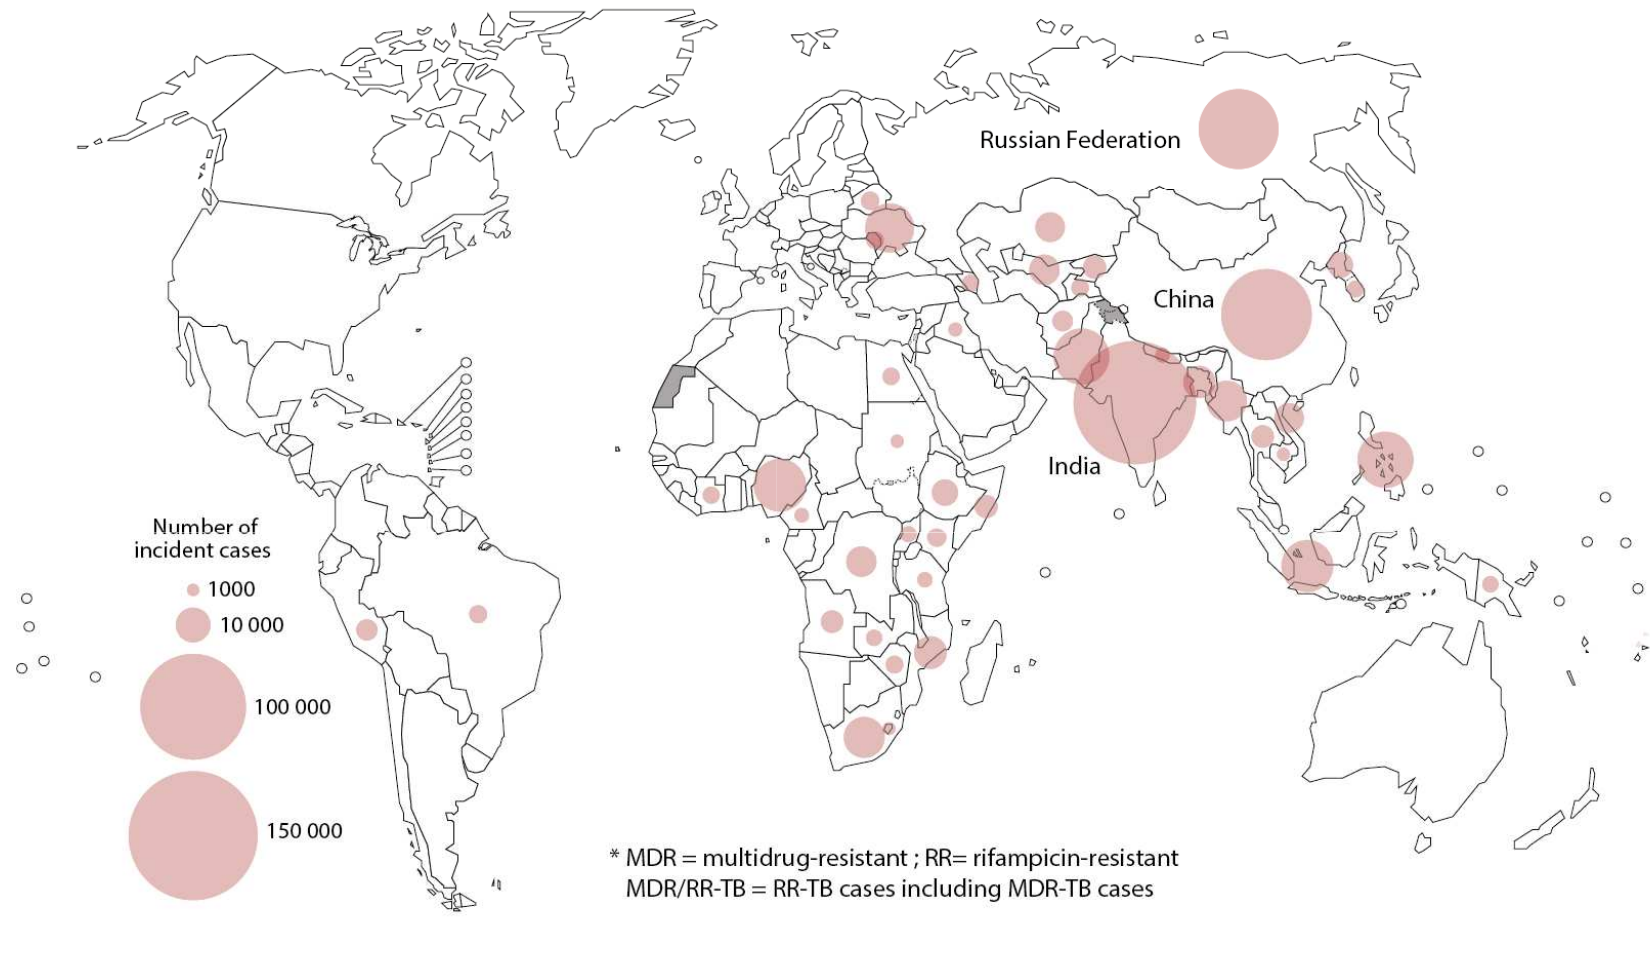 Russian Federation
China
India
Number of
incident cases
1000
10 000
100 000
150 000
* MDR = multidrug-resistant ; RR= rifampicin-resistant
MDR/RR-TB = RR-TB cases including MDR-TB cases